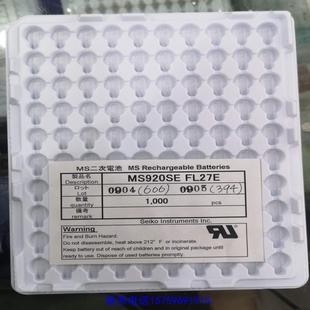 MS二次電池 MS Rechargeable Batteries
製品名
Description
MS920SE FL27E
ロット
Lot
0904 (606) 0905 (394)
数量
quantity
1,000 pcs
備考
remark
Seiko Instruments Inc.
Warning
Fire and Burn Hazard.
Do not disassemble, heat above 212° F or incinerate.
Keep battery out of reach of children and in original package until
ready to use. Dispose of used batteries promptly.